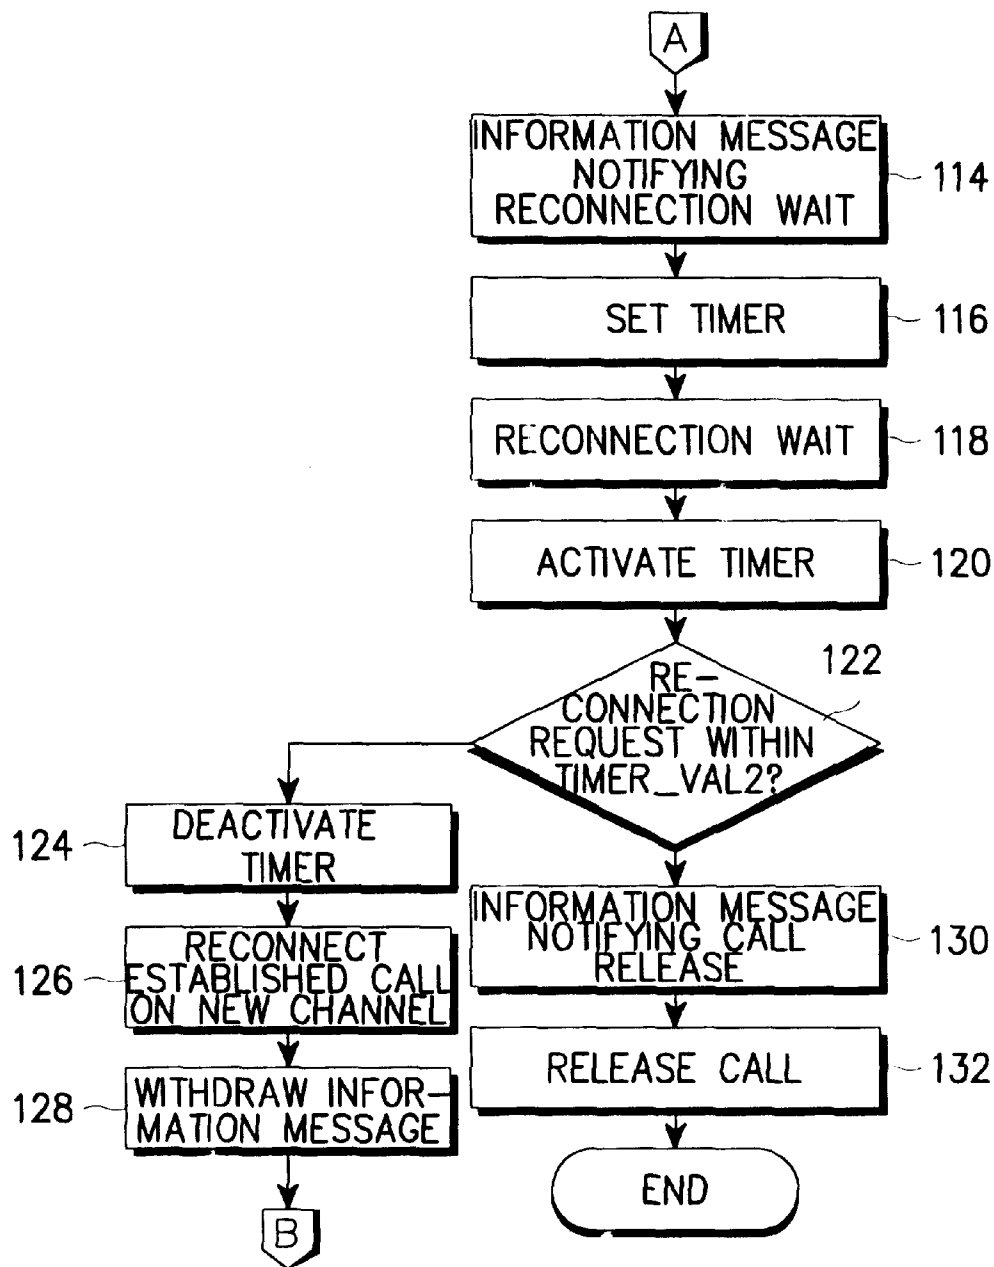 A
INFORMATION MESSAGE
NOTIFYING
RECONNECTION WAIT
114
SET TIMER
116
RECONNECTION WAIT
118
ACTIVATE TIMER
120
122
RE-
CONNECTION
REQUEST WITHIN
TIMER_VAL2?
124
DEACTIVATE
TIMER
126
RECONNECT
ESTABLISHED CALL
ON NEW CHANNEL
128
WITHDRAW INFOR-
MATION MESSAGE
B
INFORMATION MESSAGE
NOTIFYING CALL
RELEASE
130
RELEASE CALL
132
END